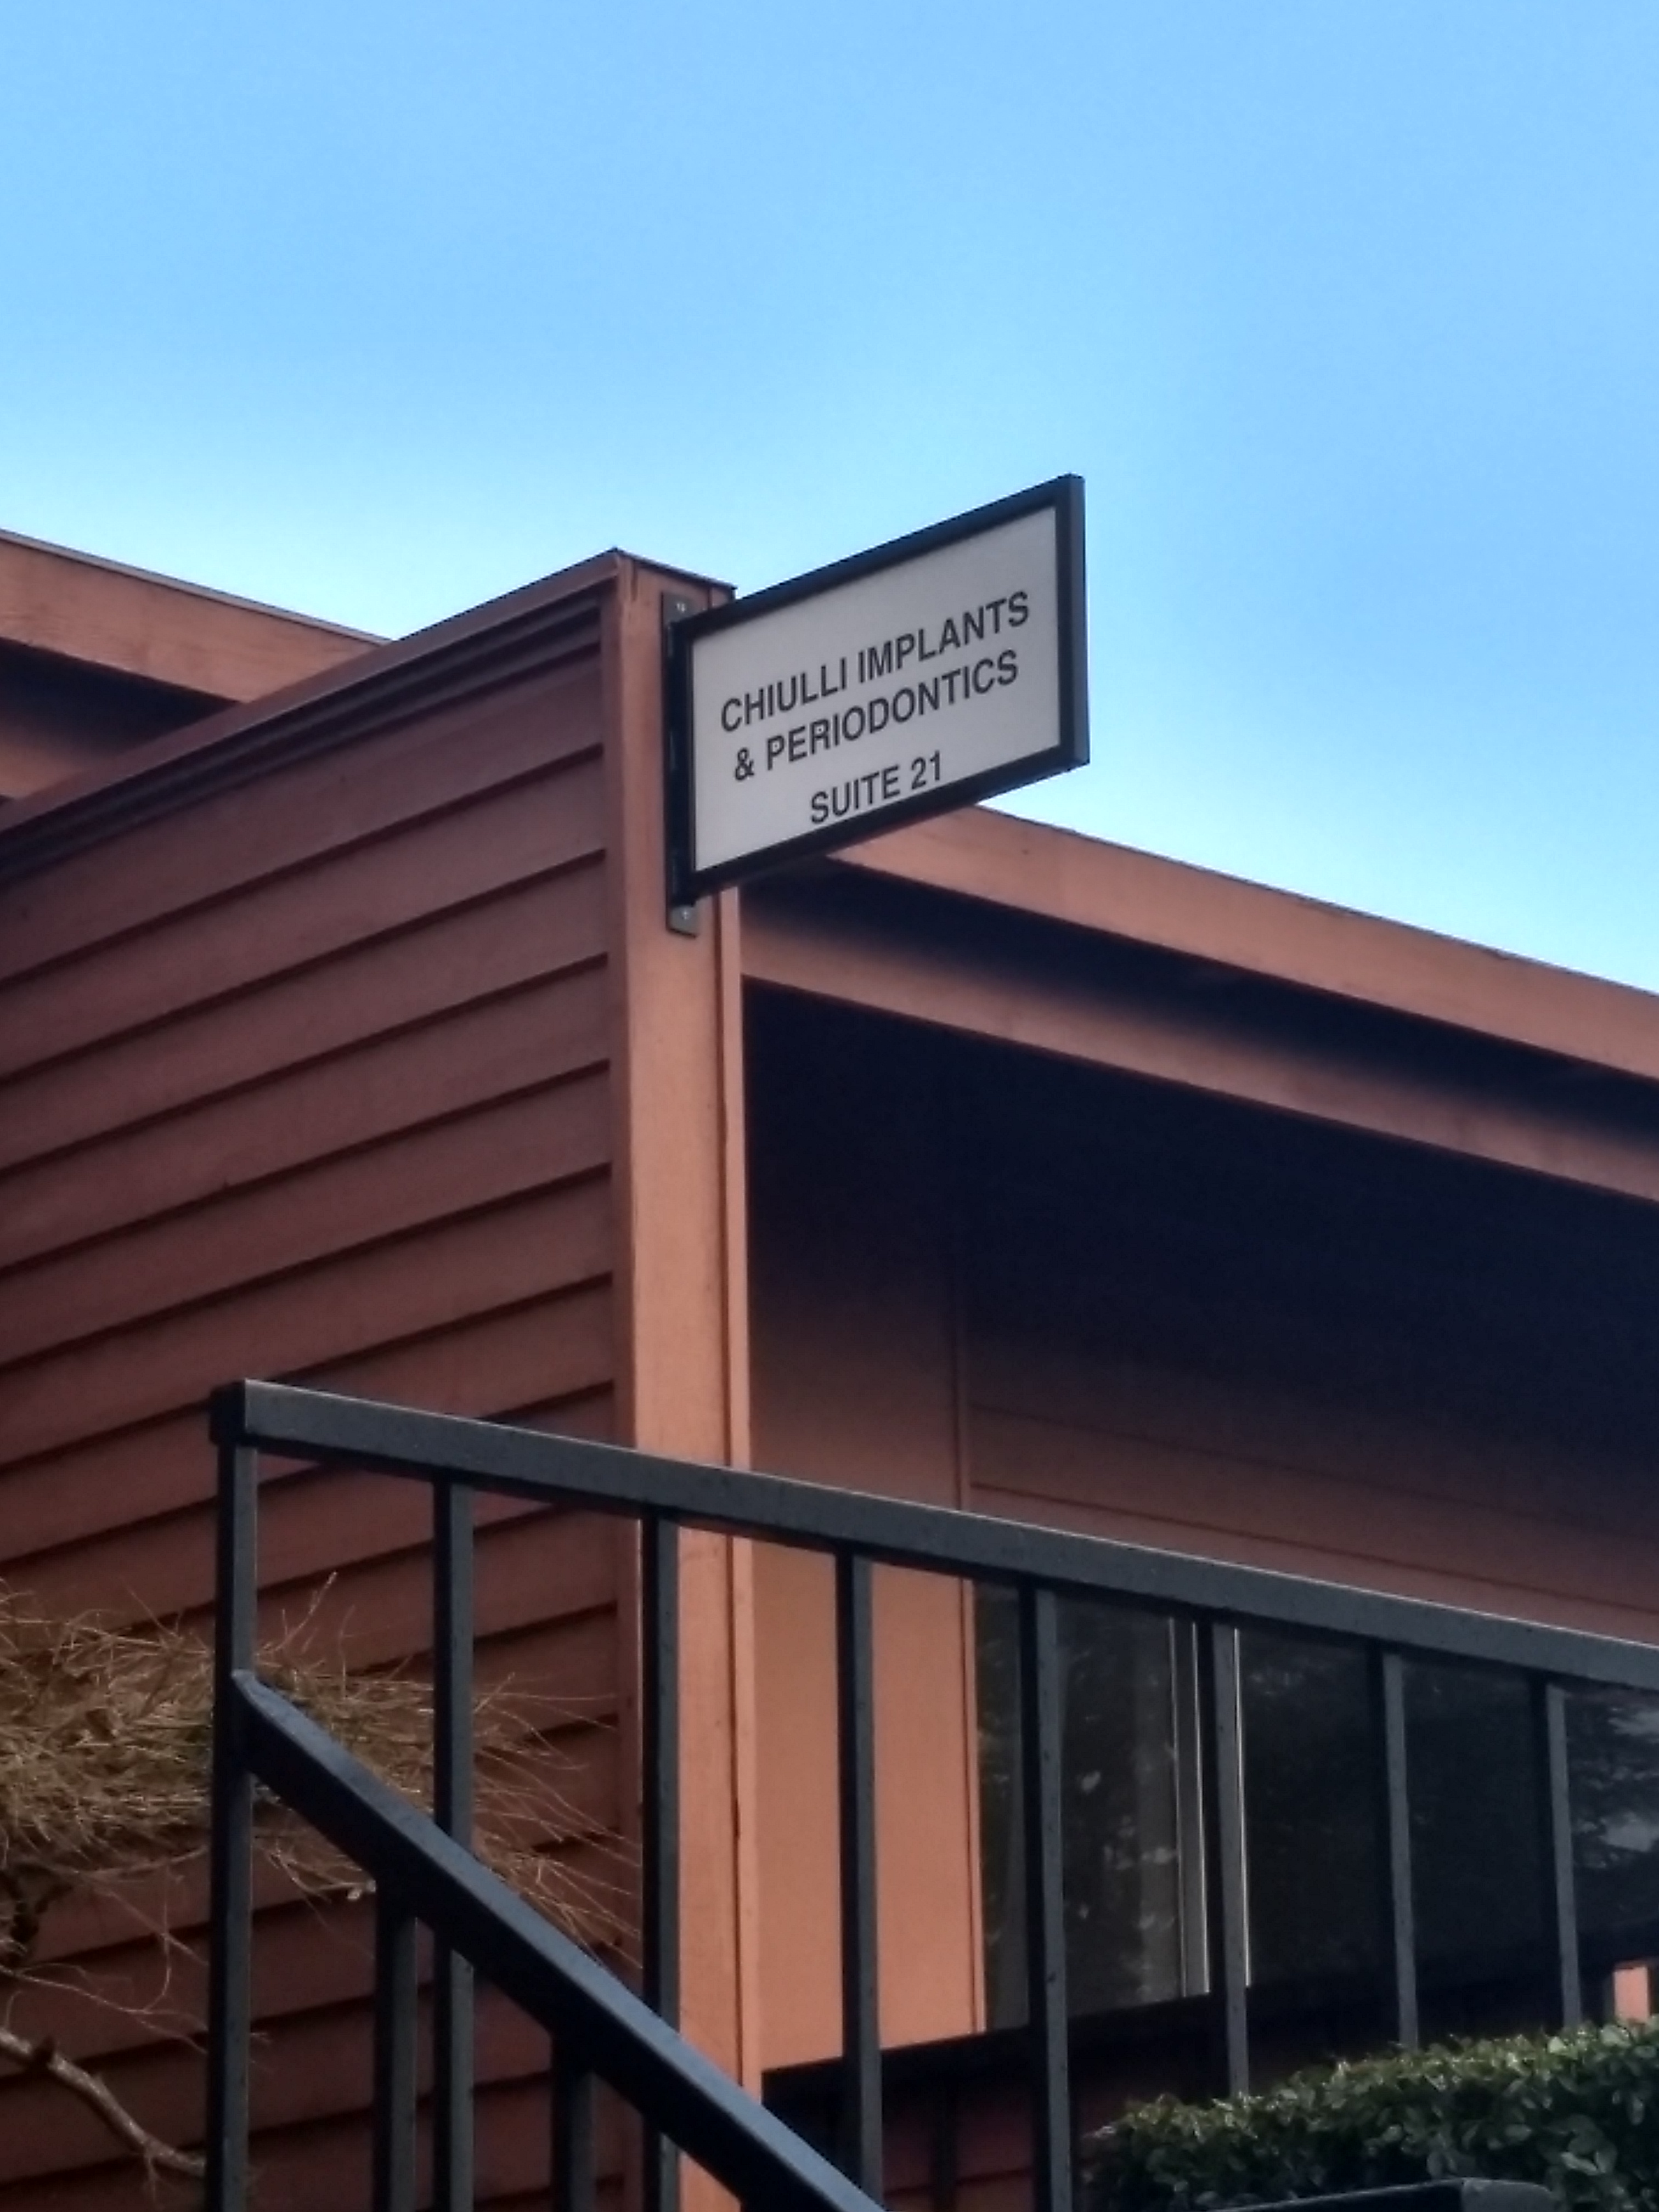 CHIULLI IMPLANTS
& PERIODONTICS
SUITE 21